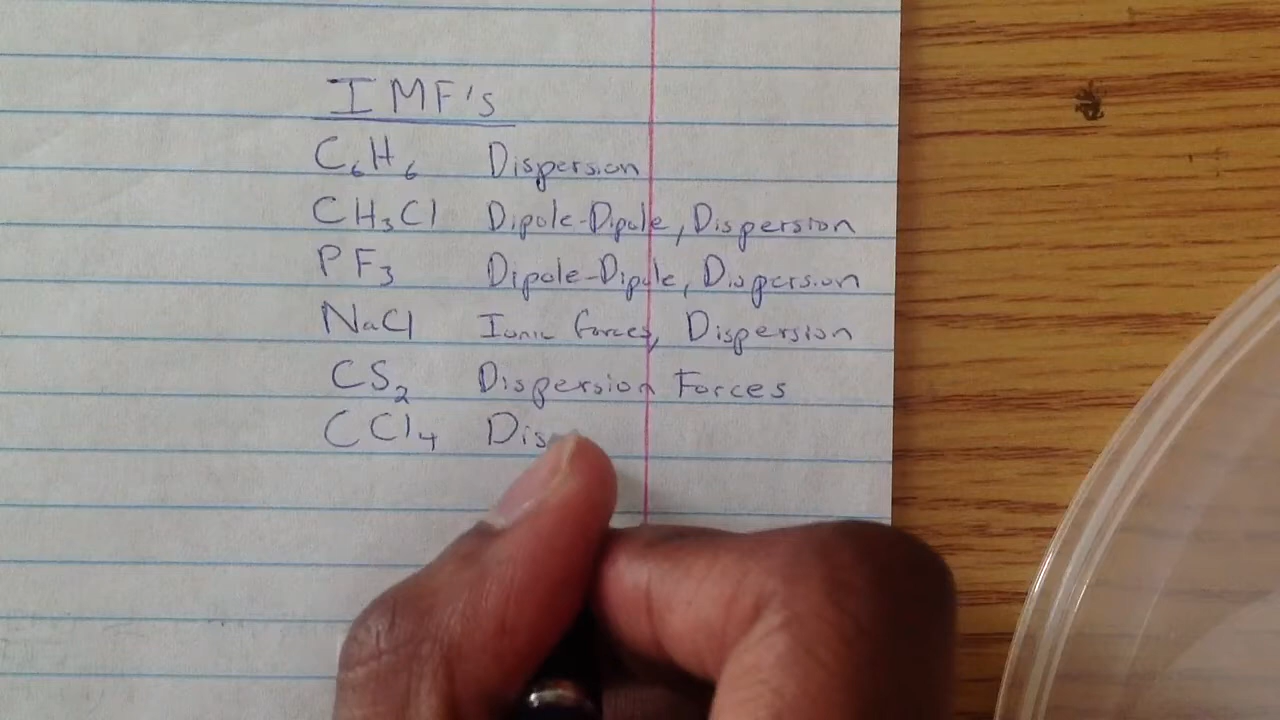 IMF's
C₆H₆ Dispersion
CH₃Cl Dipole-Dipole, Dispersion
PF₃ Dipole-Dipole, Dispersion
NaCl Ionic forces, Dispersion
CS₂ Dispersion Forces
CCl₄ Dis